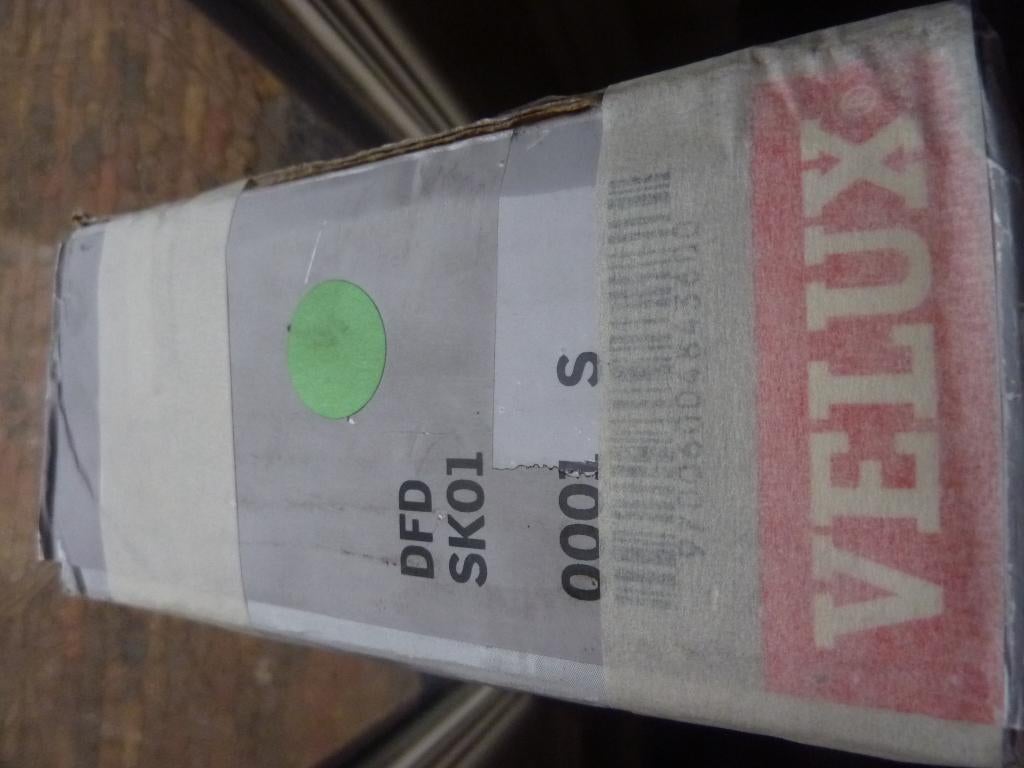 DFD
SK01
0001 S
VELUX